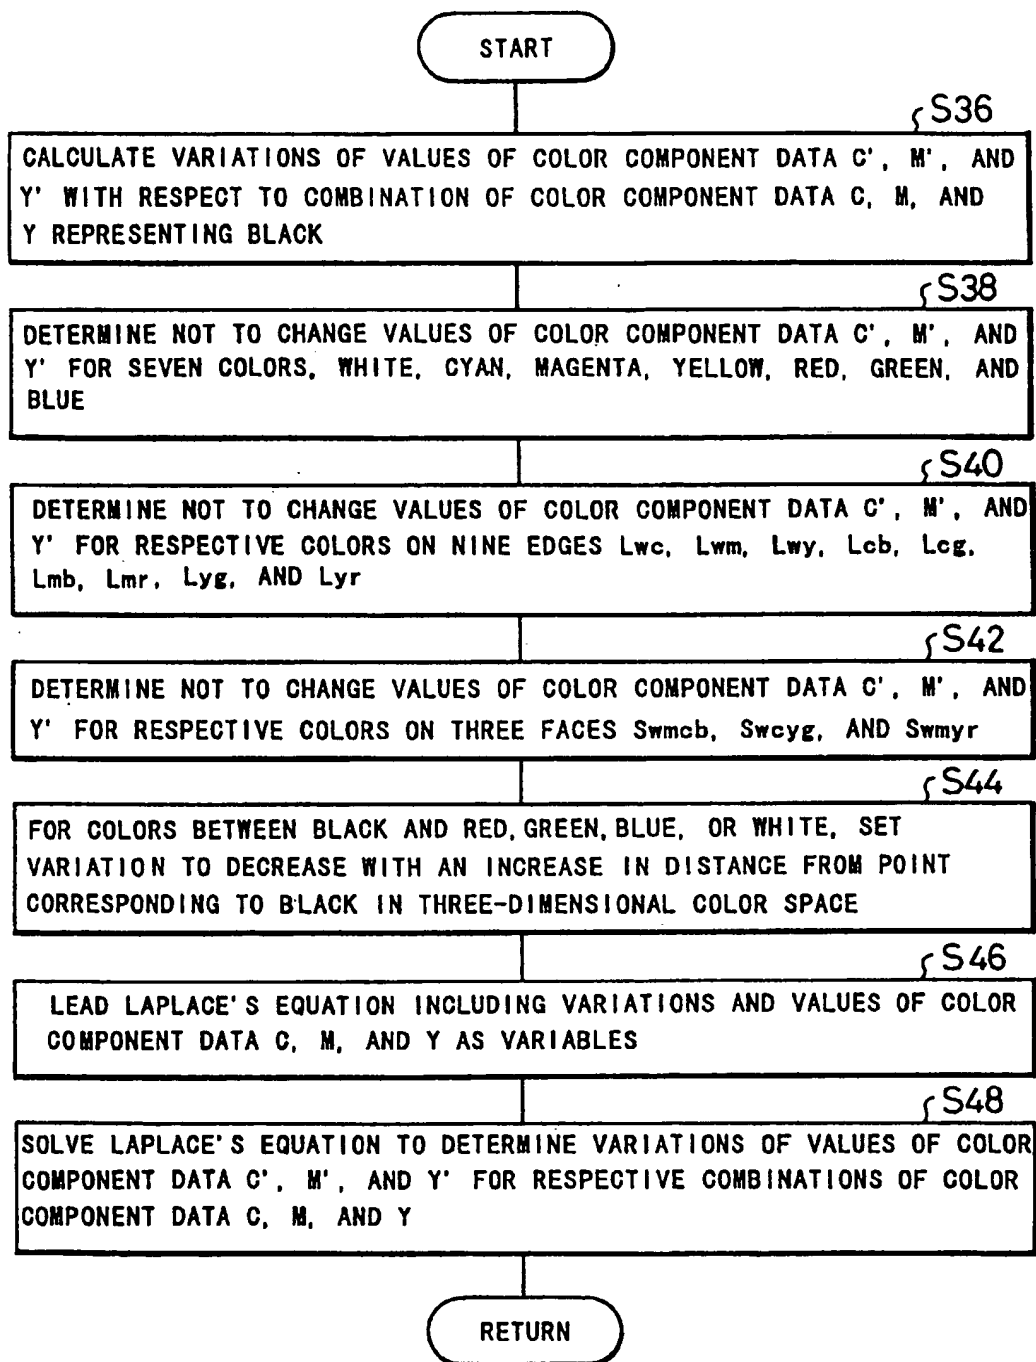 START
S36
CALCULATE VARIATIONS OF VALUES OF COLOR COMPONENT DATA C', M', AND
Y' WITH RESPECT TO COMBINATION OF COLOR COMPONENT DATA C, M, AND
Y REPRESENTING BLACK
S38
DETERMINE NOT TO CHANGE VALUES OF COLOR COMPONENT DATA C', M', AND
Y' FOR SEVEN COLORS, WHITE, CYAN, MAGENTA, YELLOW, RED, GREEN, AND
BLUE
S40
DETERMINE NOT TO CHANGE VALUES OF COLOR COMPONENT DATA C', M', AND
Y' FOR RESPECTIVE COLORS ON NINE EDGES Lwc, Lwm, Lwy, Lcb, Lcg,
Lmb, Lmr, Lyg, AND Lyr
S42
DETERMINE NOT TO CHANGE VALUES OF COLOR COMPONENT DATA C', M', AND
Y' FOR RESPECTIVE COLORS ON THREE FACES Swmcb, Swcyg, AND Swmyr
S44
FOR COLORS BETWEEN BLACK AND RED, GREEN, BLUE, OR WHITE, SET
VARIATION TO DECREASE WITH AN INCREASE IN DISTANCE FROM POINT
CORRESPONDING TO BLACK IN THREE-DIMENSIONAL COLOR SPACE
S46
LEAD LAPLACE'S EQUATION INCLUDING VARIATIONS AND VALUES OF COLOR
COMPONENT DATA C, M, AND Y AS VARIABLES
S48
SOLVE LAPLACE'S EQUATION TO DETERMINE VARIATIONS OF VALUES OF COLOR
COMPONENT DATA C', M', AND Y' FOR RESPECTIVE COMBINATIONS OF COLOR
COMPONENT DATA C, M, AND Y
RETURN